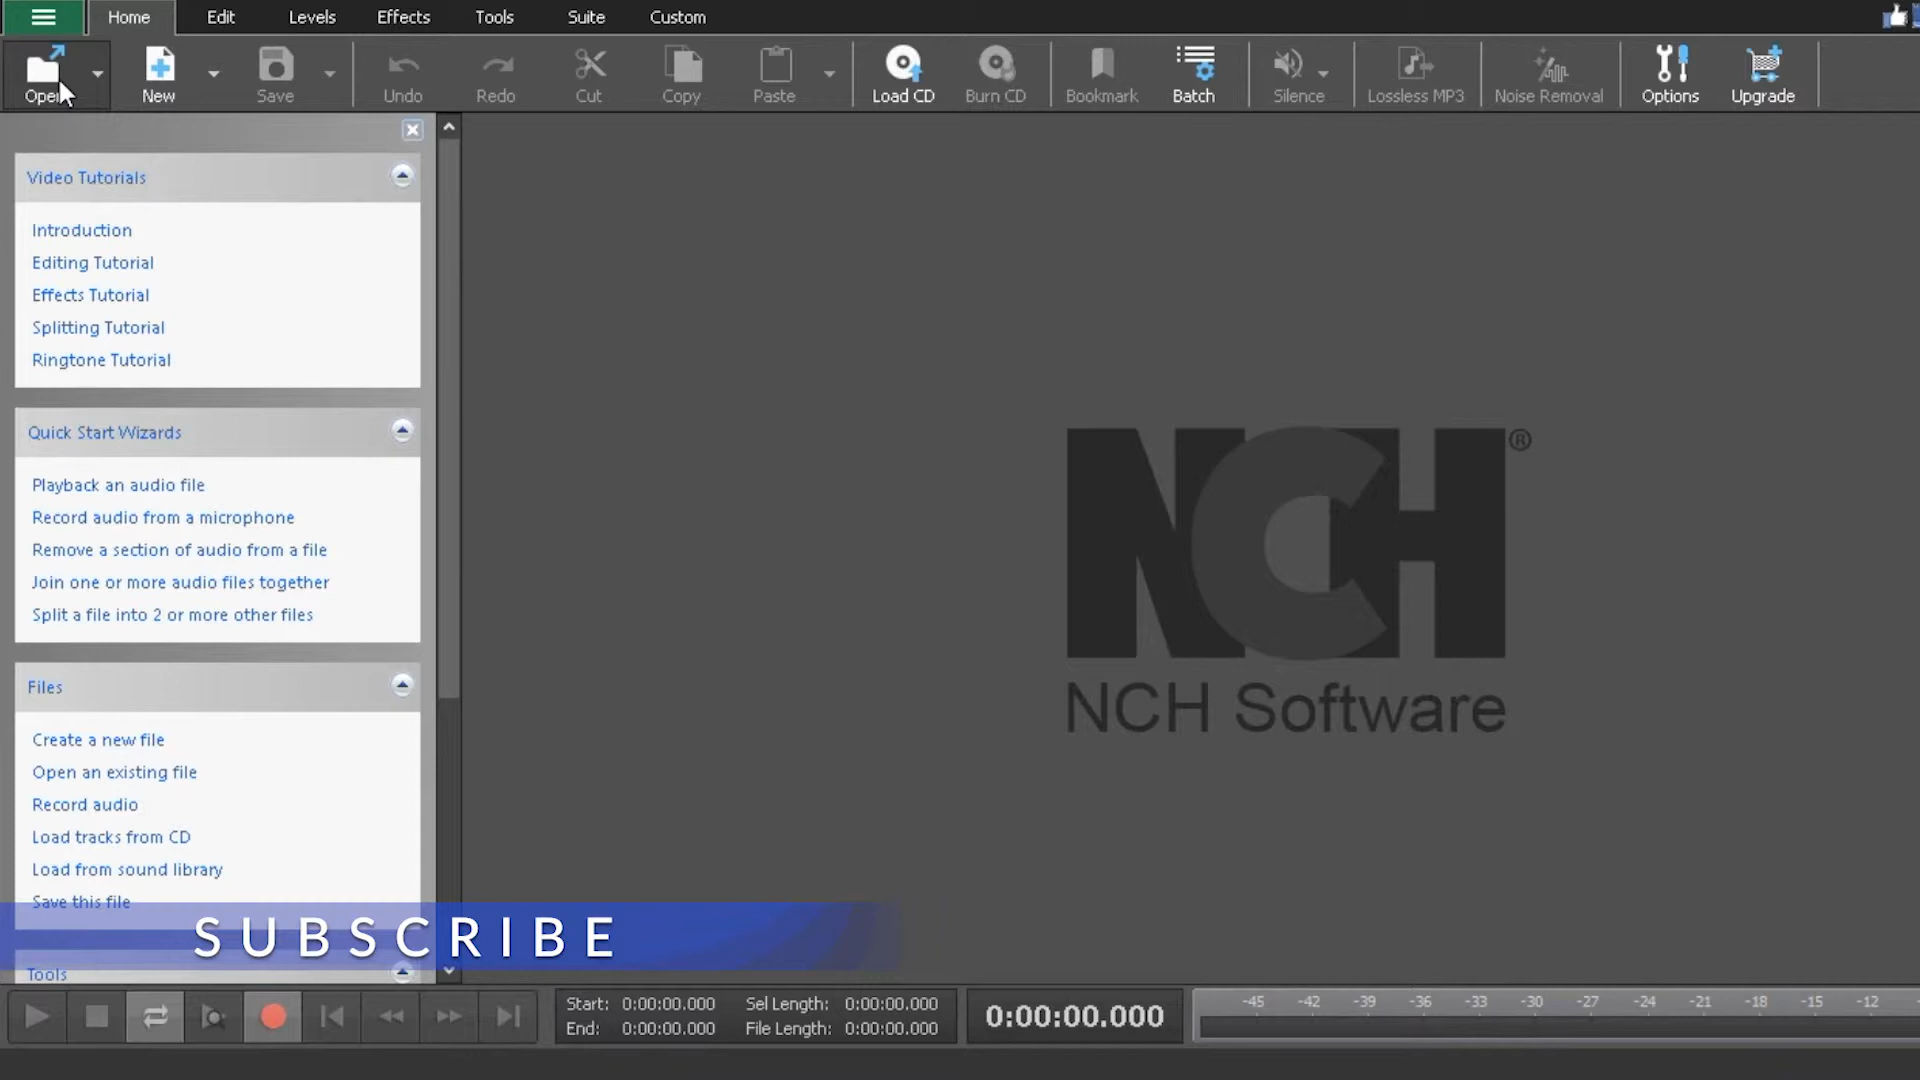 Home Edit Levels Effects Tools Suite Custom
Open New Save Undo Redo Cut Copy Paste Load CD Burn CD Bookmark Batch Silence Lossless MP3 Noise Removal Options Upgrade
Video Tutorials
Introduction
Editing Tutorial
Effects Tutorial
Splitting Tutorial
Ringtone Tutorial
Quick Start Wizards
Playback an audio file
Record audio from a microphone
Remove a section of audio from a file
Join one or more audio files together
Split a file into 2 or more other files
Files
Create a new file
Open an existing file
Record audio
Load tracks from CD
Load from sound library
Save this file
SUBSCRIBE
Tools
NCH®
NCH Software
Start: 0:00:00.000 Sel Length: 0:00:00.000
End: 0:00:00.000 File Length: 0:00:00.000
0:00:00.000
-45 -42 -39 -36 -33 -30 -27 -24 -21 -18 -15 -12